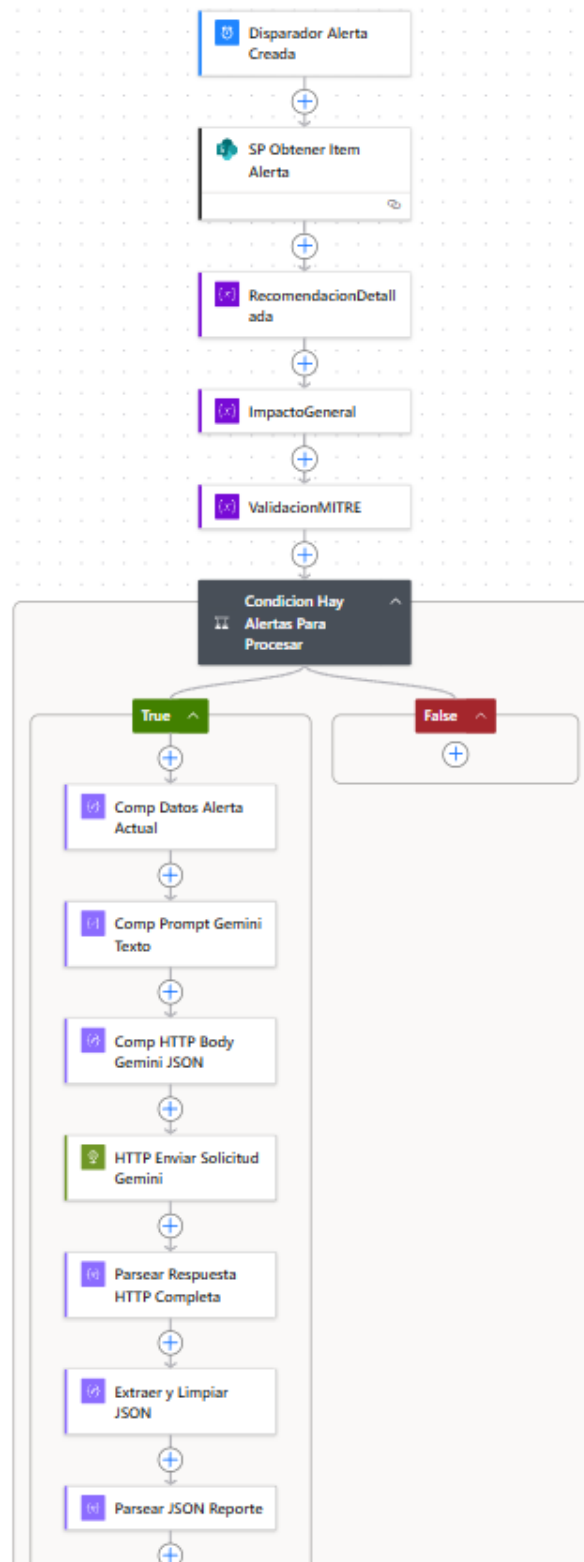 Disparador Alerta
Creada
SP Obtener Item
Alerta
RecomendacionDetall
ada
ImpactoGeneral
ValidacionMITRE
Condicion Hay
Alertas Para
Procesar
True
False
Comp Datos Alerta
Actual
Comp Prompt Gemini
Texto
Comp HTTP Body
Gemini JSON
HTTP Enviar Solicitud
Gemini
Parsear Respuesta
HTTP Completa
Extraer y Limpiar
JSON
Parsear JSON Reporte